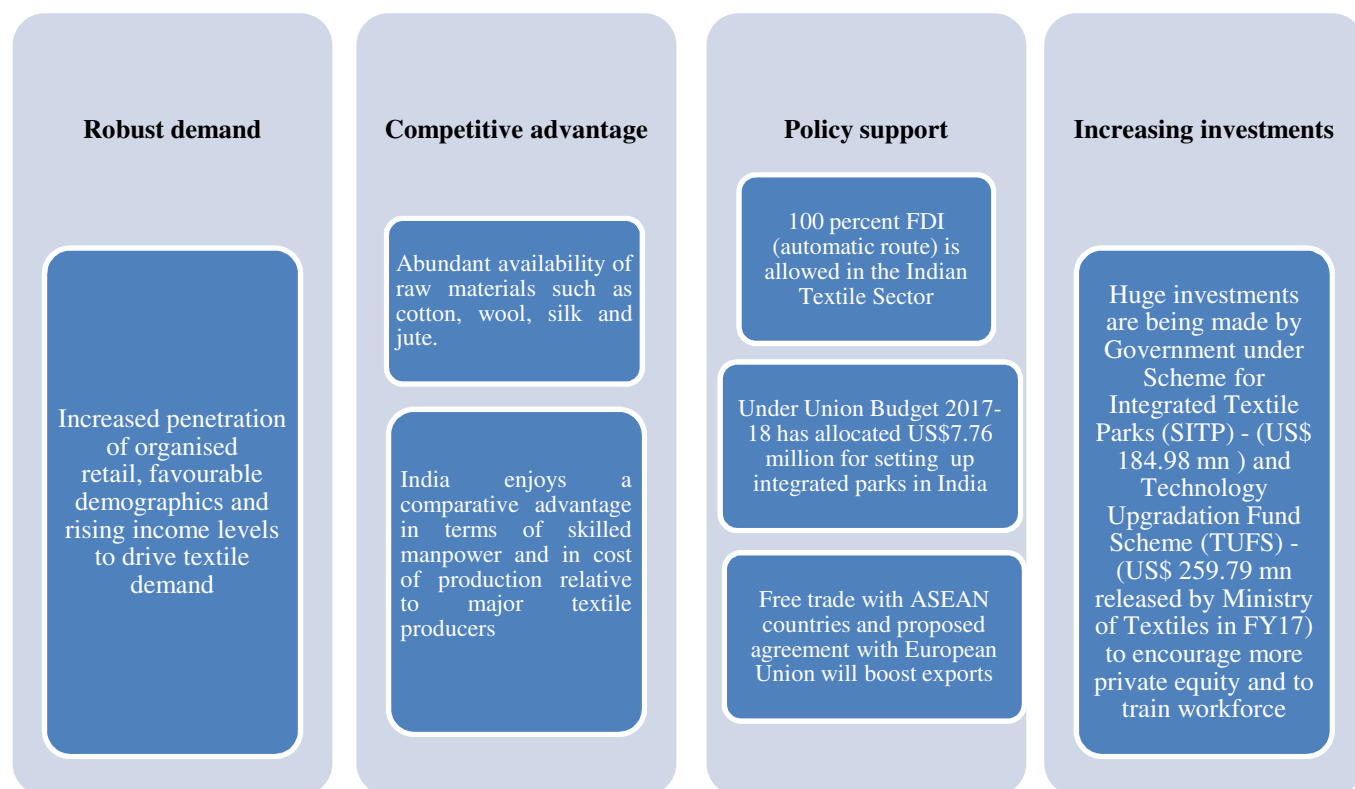 Robust demand
Increased penetration
of organised
retail, favourable
demographics and
rising income levels
to drive textile
demand
Competitive advantage
Abundant availability of
raw materials such as
cotton, wool, silk and
jute.
India enjoys a
comparative advantage
in terms of skilled
manpower and in cost
of production relative
to major textile
producers
Policy support
100 percent FDI
(automatic route) is
allowed in the Indian
Textile Sector
Under Union Budget 2017-
18 has allocated US$7.76
million for setting up
integrated parks in India
Free trade with ASEAN
countries and proposed
agreement with European
Union will boost exports
Increasing investments
Huge investments
are being made by
Government under
Scheme for
Integrated Textile
Parks (SITP) - (US$
184.98 mn ) and
Technology
Upgradation Fund
Scheme (TUFS) -
(US$ 259.79 mn
released by Ministry
of Textiles in FY17)
to encourage more
private equity and to
train workforce